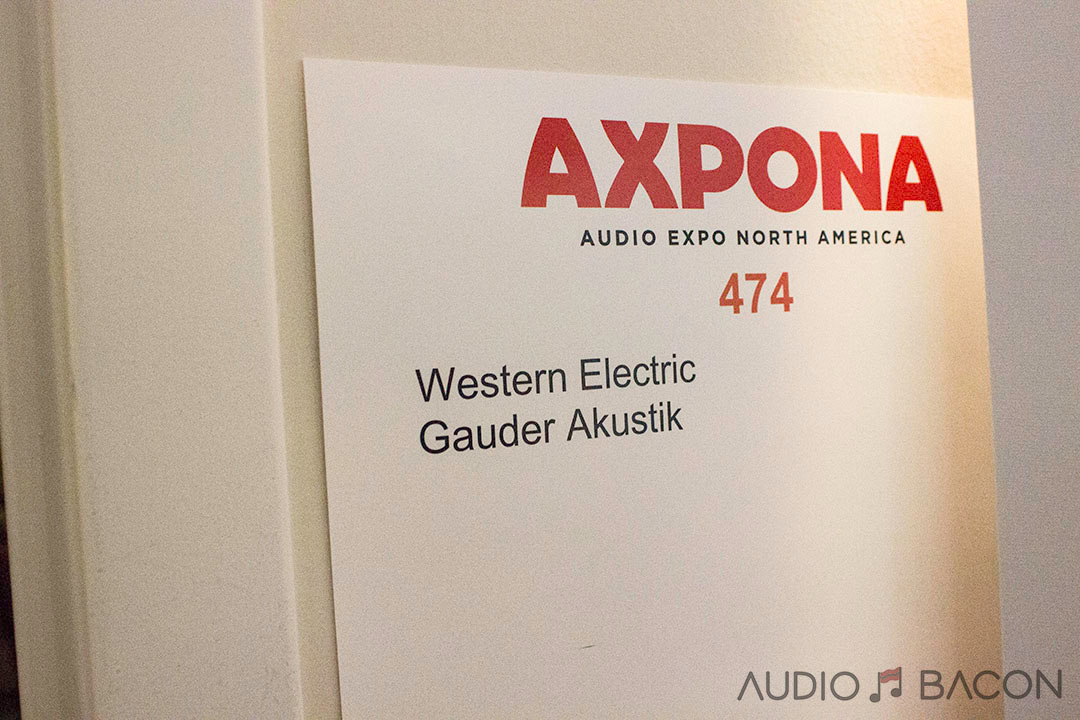 AXPONA
AUDIO EXPO NORTH AMERICA
474
Western Electric
Gauder Akustik
AUDIO BACON